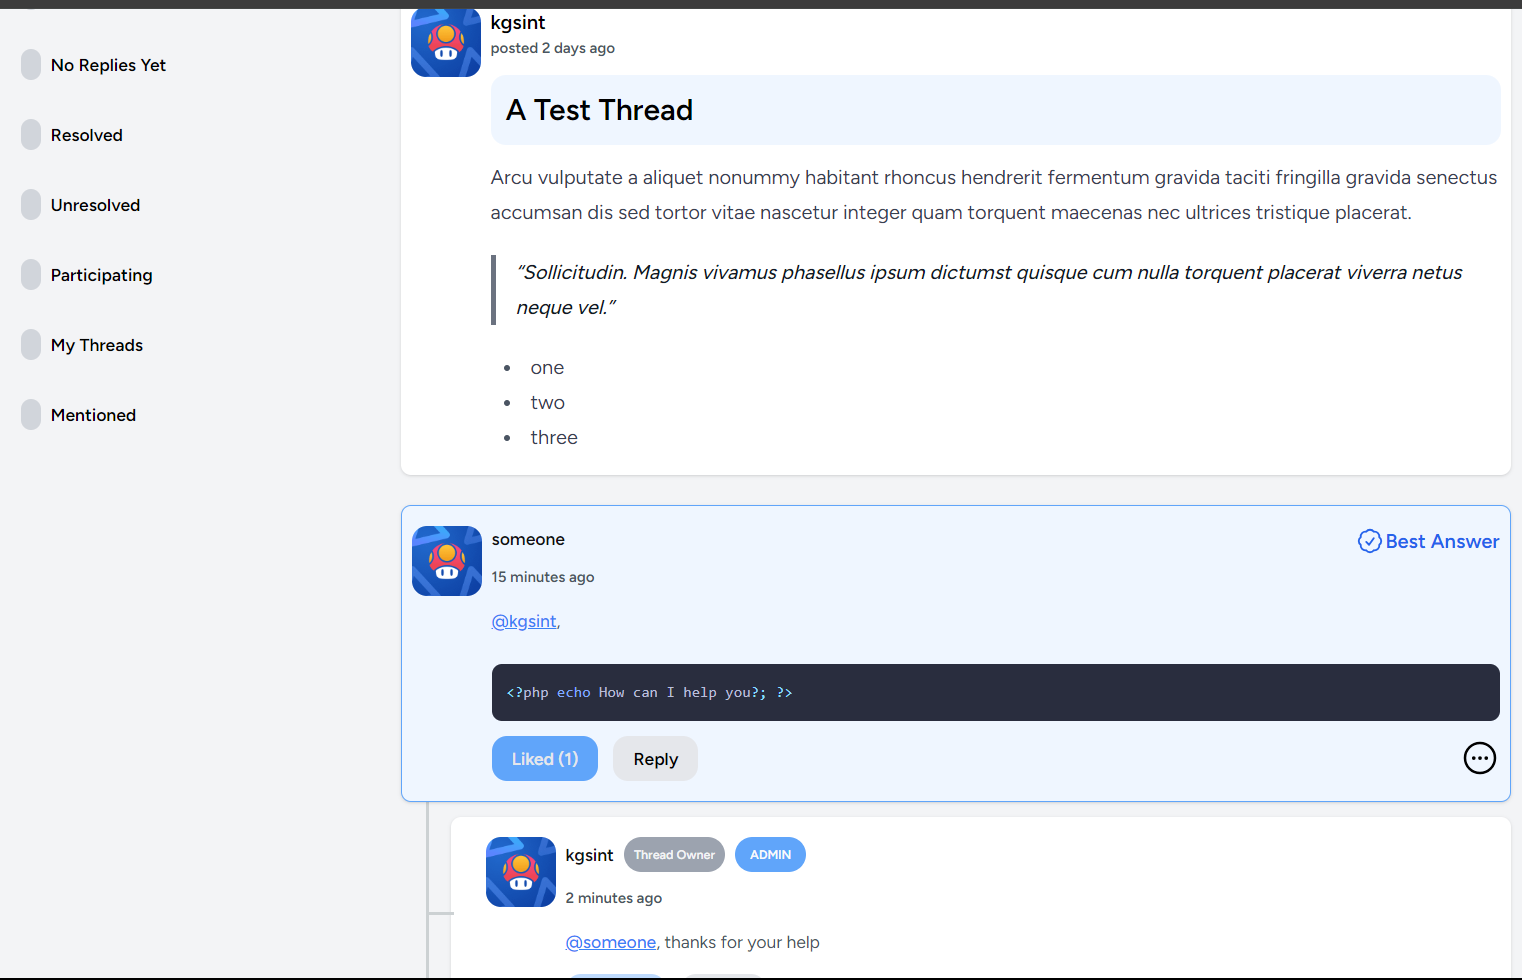 No Replies Yet
Resolved
Unresolved
Participating
My Threads
Mentioned
kgsint
posted 2 days ago
A Test Thread
Arcu vulputate a aliquet nonummy habitant rhoncus hendrerit fermentum gravida taciti fringilla gravida senectus
accumsan dis sed tortor vitae nascetur integer quam torquent maecenas nec ultrices tristique placerat.
“Sollicitudin. Magnis vivamus phasellus ipsum dictumst quisque cum nulla torquent placerat viverra netus
neque vel.”
• one
• two
• three
someone
Best Answer
15 minutes ago
@kgsint,
<?php echo How can I help you?; ?>
Liked (1)
Reply
kgsint Thread Owner ADMIN
2 minutes ago
@someone, thanks for your help